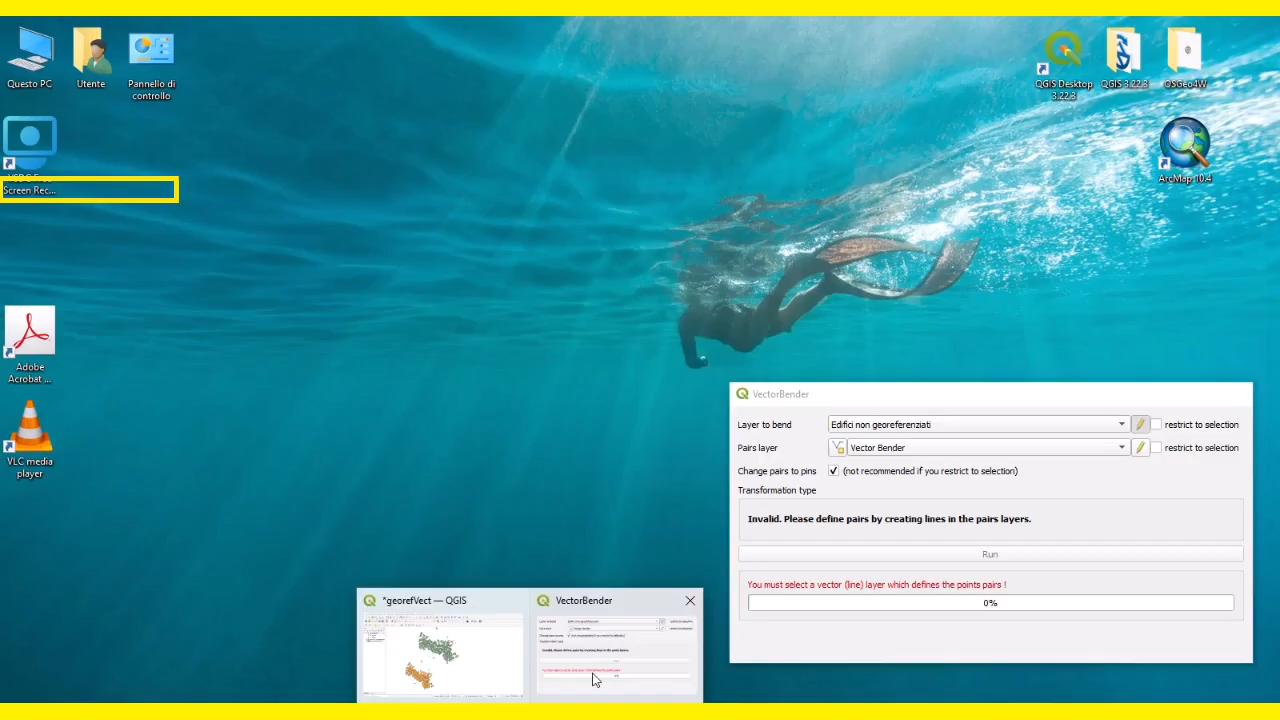 Questo PC
Utente
Pannello di
controllo
QGIS Desktop
3.22.3
QGIS 3.22.3
OSGeo4W
ArcMap 10.4
Screen Rec...
Adobe
Acrobat ...
VLC media
player
VectorBender
Layer to bend
Edifici non georeferenziati
restrict to selection
Pairs layer
Vector Bender
restrict to selection
Change pairs to pins
(not recommended if you restrict to selection)
Transformation type
Invalid. Please define pairs by creating lines in the pairs layers.
Run
You must select a vector (line) layer which defines the points pairs !
0%
*georefVect — QGIS
VectorBender